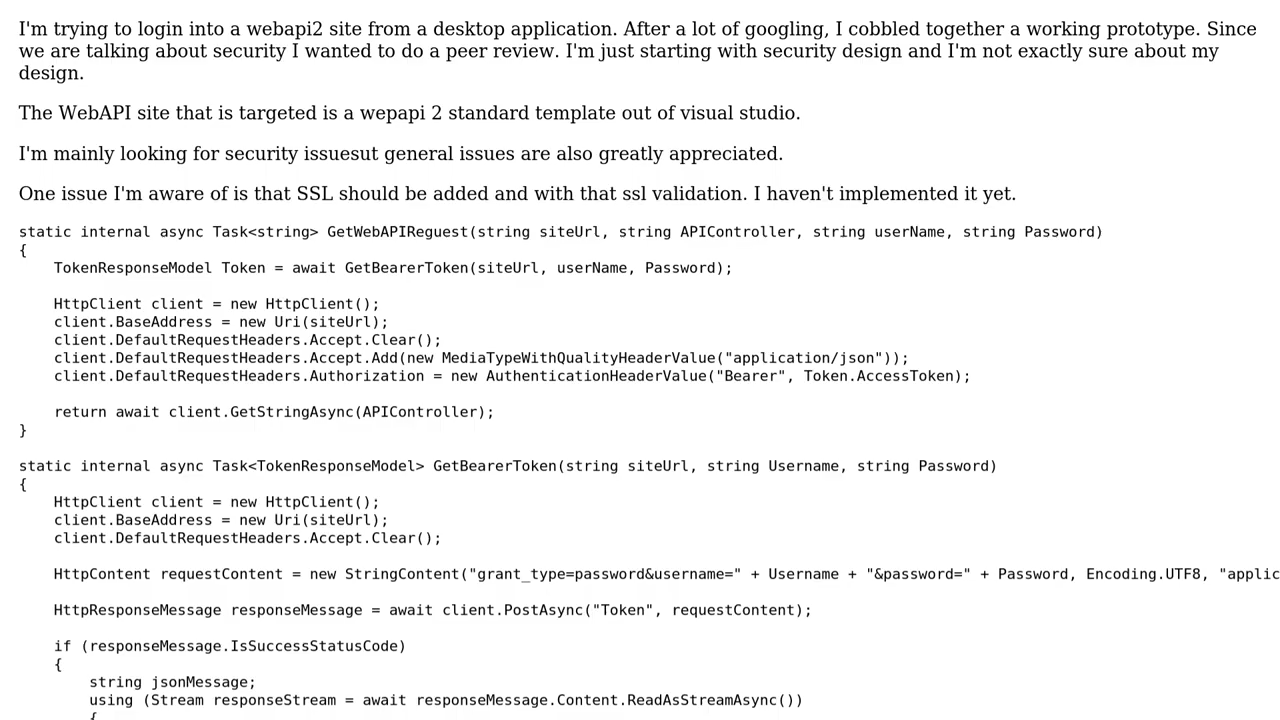 I'm trying to login into a webapi2 site from a desktop application. After a lot of googling, I cobbled together a working prototype. Since
we are talking about security I wanted to do a peer review. I'm just starting with security design and I'm not exactly sure about my
design.
The WebAPI site that is targeted is a wepapi 2 standard template out of visual studio.
I'm mainly looking for security issuesut general issues are also greatly appreciated.
One issue I'm aware of is that SSL should be added and with that ssl validation. I haven't implemented it yet.
static internal async Task<string> GetWebAPIReguest(string siteUrl, string APIController, string userName, string Password)
{
    TokenResponseModel Token = await GetBearerToken(siteUrl, userName, Password);
    HttpClient client = new HttpClient();
    client.BaseAddress = new Uri(siteUrl);
    client.DefaultRequestHeaders.Accept.Clear();
    client.DefaultRequestHeaders.Accept.Add(new MediaTypeWithQualityHeaderValue("application/json"));
    client.DefaultRequestHeaders.Authorization = new AuthenticationHeaderValue("Bearer", Token.AccessToken);
    return await client.GetStringAsync(APIController);
}
static internal async Task<TokenResponseModel> GetBearerToken(string siteUrl, string Username, string Password)
{
    HttpClient client = new HttpClient();
    client.BaseAddress = new Uri(siteUrl);
    client.DefaultRequestHeaders.Accept.Clear();
    HttpContent requestContent = new StringContent("grant_type=password&username=" + Username + "&password=" + Password, Encoding.UTF8, "applic
    HttpResponseMessage responseMessage = await client.PostAsync("Token", requestContent);
    if (responseMessage.IsSuccessStatusCode)
    {
        string jsonMessage;
        using (Stream responseStream = await responseMessage.Content.ReadAsStreamAsync())
        {